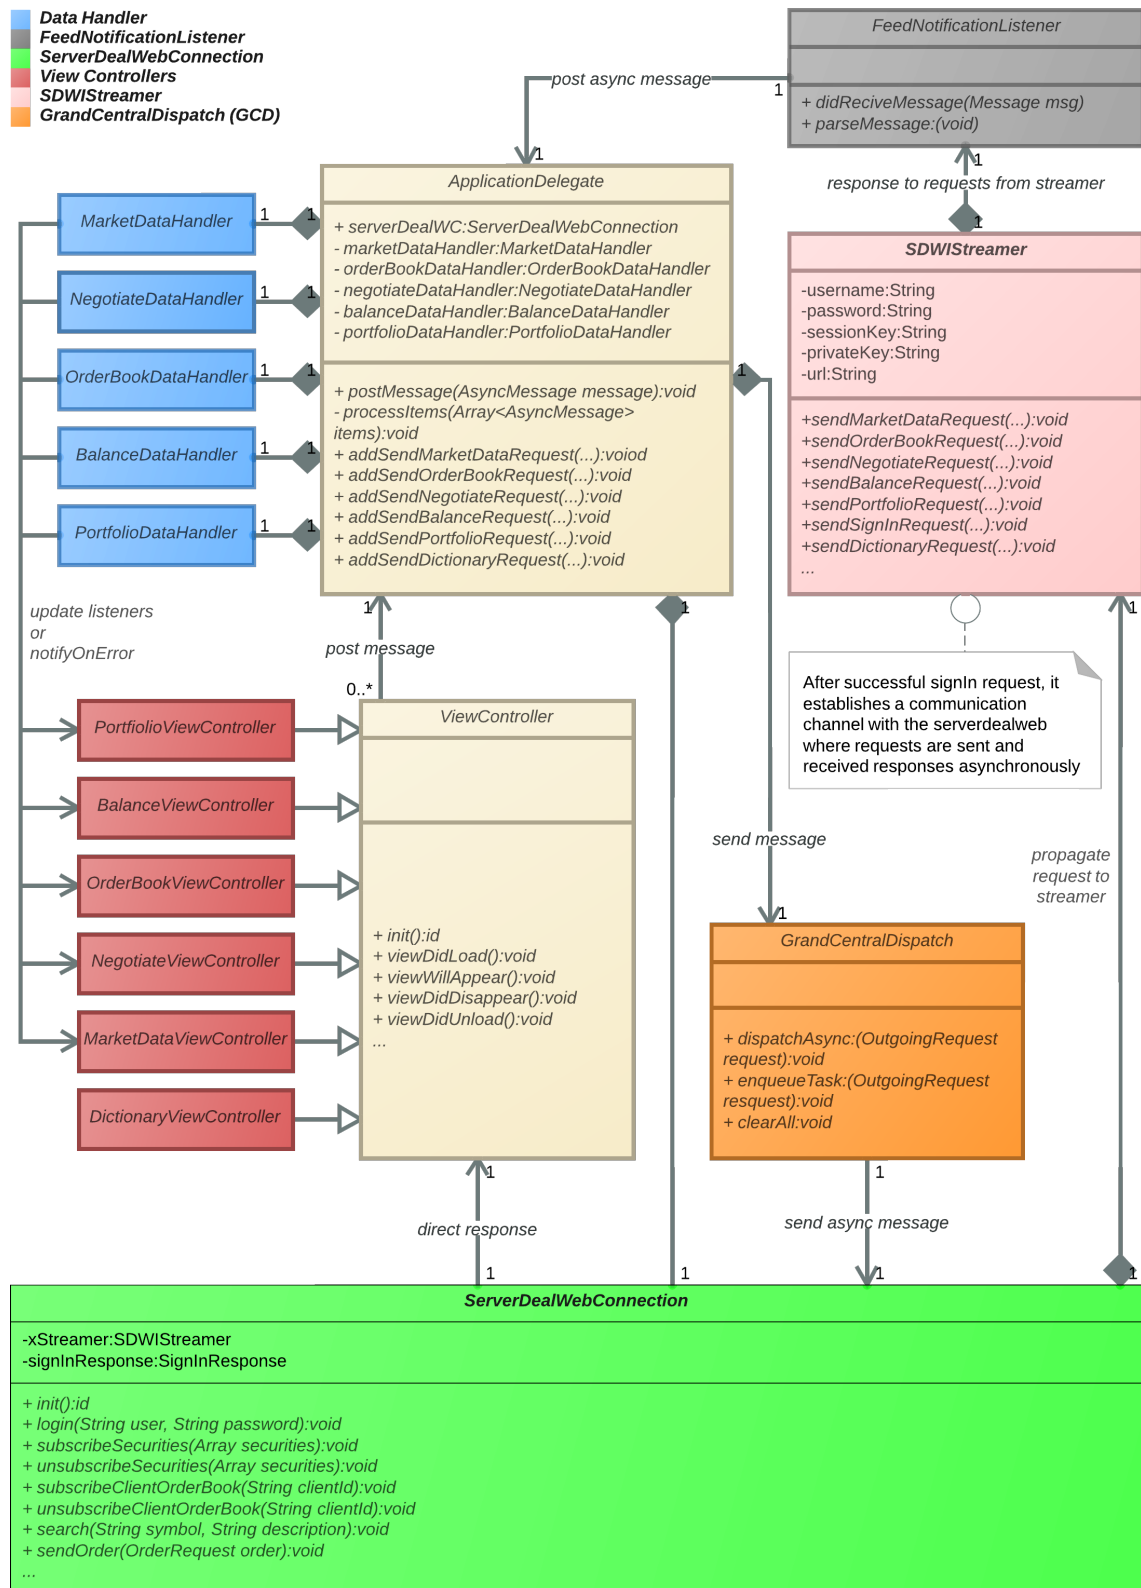 Data Handler
FeedNotificationListener
ServerDealWebConnection
View Controllers
SDWIStreamer
GrandCentralDispatch (GCD)
FeedNotificationListener
+ didReciveMessage(Message msg)
+ parseMessage:(void)
post async message
1
1
1
response to requests from streamer
1
MarketDataHandler
1
1
NegotiateDataHandler
1
1
OrderBookDataHandler
1
1
BalanceDataHandler
1
1
PortfolioDataHandler
1
1
ApplicationDelegate
+ serverDealWC:ServerDealWebConnection
- marketDataHandler:MarketDataHandler
- orderBookDataHandler:OrderBookDataHandler
- negotiateDataHandler:NegotiateDataHandler
- balanceDataHandler:BalanceDataHandler
- portfolioDataHandler:PortfolioDataHandler
+ postMessage(AsyncMessage message):void
- processItems(Array<AsyncMessage>
items):void
+ addSendMarketDataRequest(...):voiod
+ addSendOrderBookRequest(...):void
+ addSendNegotiateRequest(...):void
+ addSendBalanceRequest(...):void
+ addSendPortfolioRequest(...):void
+ addSendDictionaryRequest(...):void
1
SDWIStreamer
-username:String
-password:String
-sessionKey:String
-privateKey:String
-url:String
+sendMarketDataRequest(...):void
+sendOrderBookRequest(...):void
+sendNegotiateRequest(...):void
+sendBalanceRequest(...):void
+sendPortfolioRequest(...):void
+sendSignInRequest(...):void
+sendDictionaryRequest(...):void
...
1
1
1
update listeners
or
notifyOnError
post message
0..*
After successful signIn request, it
establishes a communication
channel with the serverdealweb
where requests are sent and
received responses asynchronously
PortfiolioViewController
BalanceViewController
OrderBookViewController
NegotiateViewController
MarketDataViewController
DictionaryViewController
ViewController
+ init():id
+ viewDidLoad():void
+ viewWillAppear():void
+ viewDidDisappear():void
+ viewDidUnload():void
...
send message
1
propagate
request to
streamer
GrandCentralDispatch
+ dispatchAsync:(OutgoingRequest
request):void
+ enqueueTask:(OutgoingRequest
resquest):void
+ clearAll:void
1
direct response
1
1
1
send async message
1
1
ServerDealWebConnection
-xStreamer:SDWIStreamer
-signInResponse:SignInResponse
+ init():id
+ login(String user, String password):void
+ subscribeSecurities(Array securities):void
+ unsubscribeSecurities(Array securities):void
+ subscribeClientOrderBook(String clientId):void
+ unsubscribeClientOrderBook(String clientId):void
+ search(String symbol, String description):void
+ sendOrder(OrderRequest order):void
...